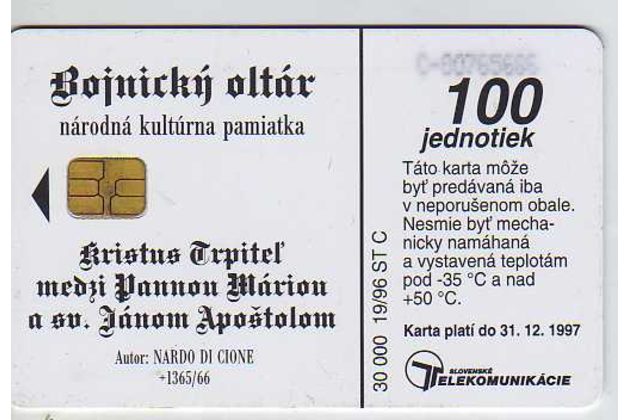 Bojnický oltár
národná kultúrna pamiatka
Kristus Trpiteľ
medzi Pannou Máriou
a sv. Jánom Apoštolom
Autor: NARDO DI CIONE
+1365/66
30 000 19/96 ST C
100
jednotiek
Táto karta môže
byť predávaná iba
v neporušenom obale.
Nesmie byť mecha-
nicky namáhaná
a vystavená teplotám
pod -35 °C a nad
+50 °C.
Karta platí do 31. 12. 1997
SLOVENSKÉ
TELEKOMUNIKÁCIE